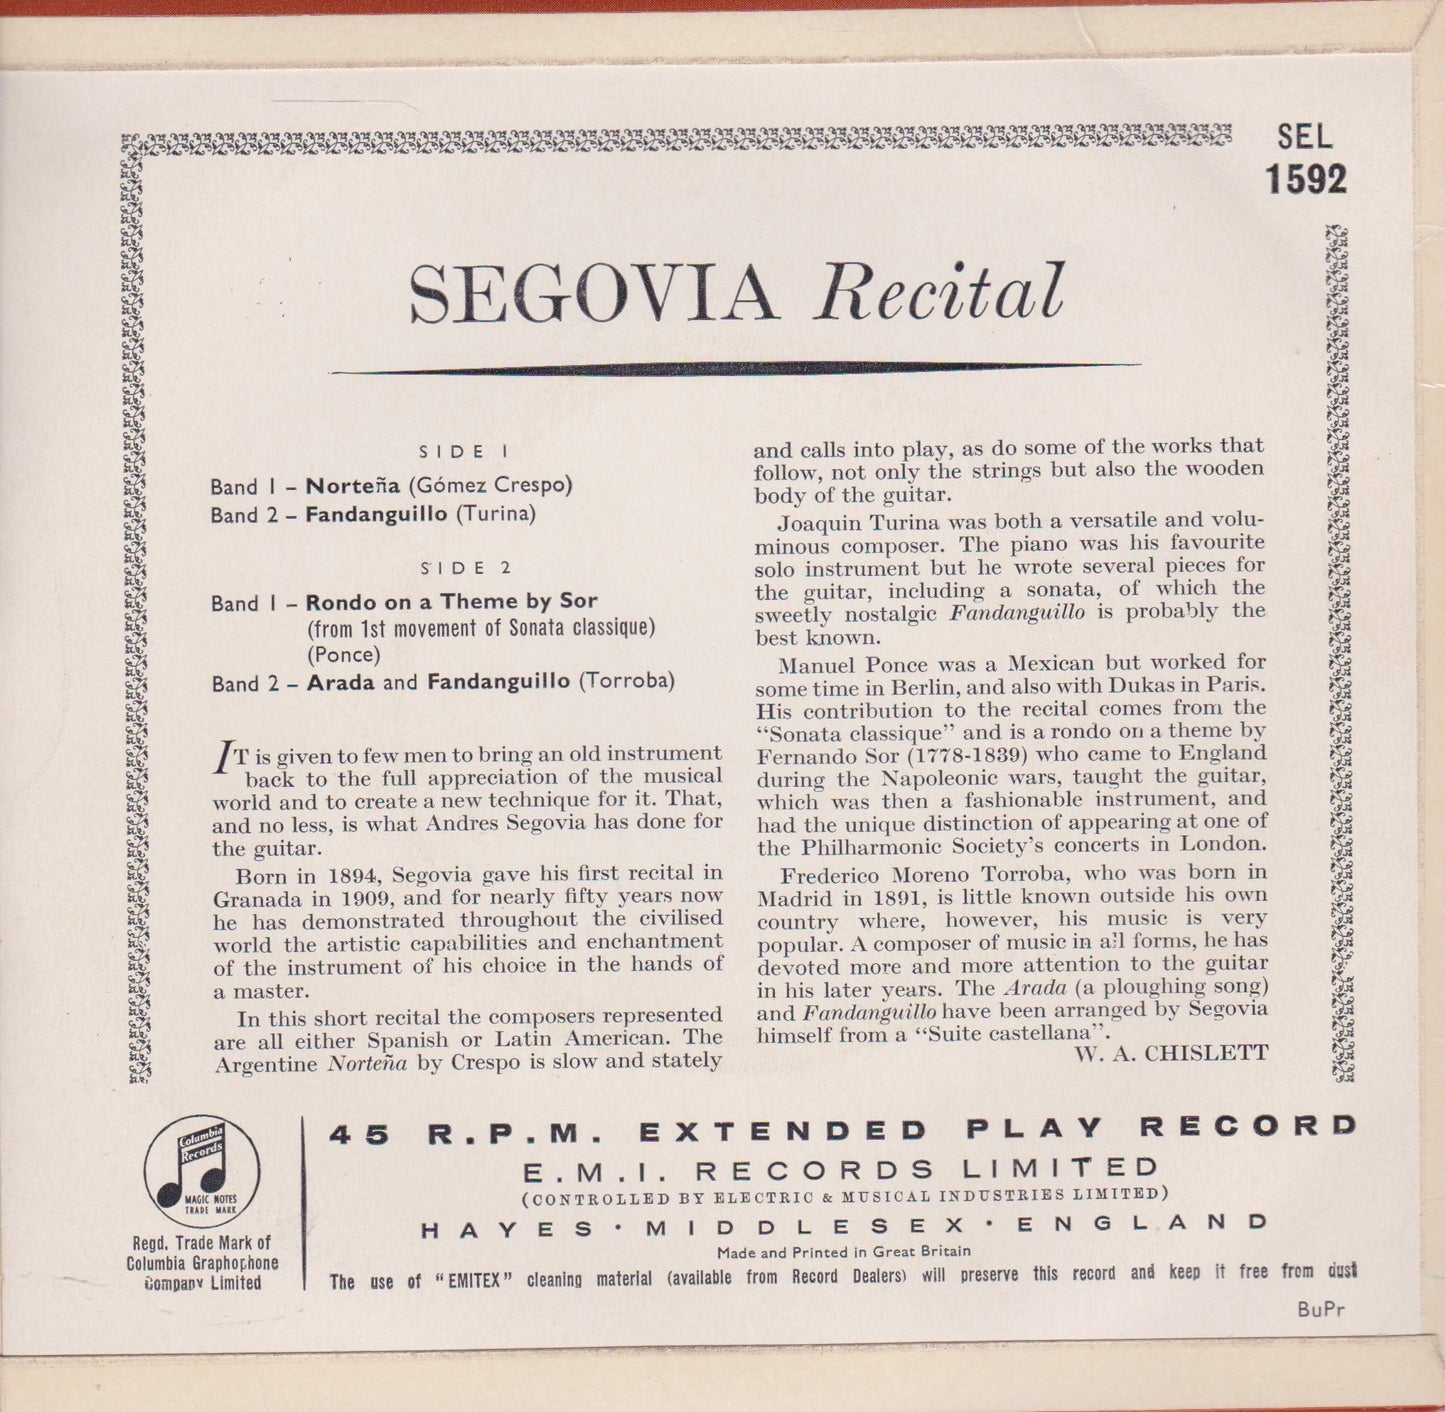 SEL
1592
SEGOVIA Recital
SIDE 1
Band 1 – Norteña (Gómez Crespo)
Band 2 – Fandanguillo (Turina)
SIDE 2
Band 1 – Rondo on a Theme by Sor
(from 1st movement of Sonata classique)
(Ponce)
Band 2 – Arada and Fandanguillo (Torroba)
IT is given to few men to bring an old instrument
back to the full appreciation of the musical
world and to create a new technique for it. That,
and no less, is what Andres Segovia has done for
the guitar.
Born in 1894, Segovia gave his first recital in
Granada in 1909, and for nearly fifty years now
he has demonstrated throughout the civilised
world the artistic capabilities and enchantment
of the instrument of his choice in the hands of
a master.
In this short recital the composers represented
are all either Spanish or Latin American. The
Argentine Norteña by Crespo is slow and stately
and calls into play, as do some of the works that
follow, not only the strings but also the wooden
body of the guitar.
Joaquin Turina was both a versatile and volu-
minous composer. The piano was his favourite
solo instrument but he wrote several pieces for
the guitar, including a sonata, of which the
sweetly nostalgic Fandanguillo is probably the
best known.
Manuel Ponce was a Mexican but worked for
some time in Berlin, and also with Dukas in Paris.
His contribution to the recital comes from the
“Sonata classique” and is a rondo on a theme by
Fernando Sor (1778-1839) who came to England
during the Napoleonic wars, taught the guitar,
which was then a fashionable instrument, and
had the unique distinction of appearing at one of
the Philharmonic Society's concerts in London.
Frederico Moreno Torroba, who was born in
Madrid in 1891, is little known outside his own
country where, however, his music is very
popular. A composer of music in all forms, he has
devoted more and more attention to the guitar
in his later years. The Arada (a ploughing song)
and Fandanguillo have been arranged by Segovia
himself from a “Suite castellana”.
W. A. CHISLETT
Columbia
Records
MAGIC NOTES
TRADE MARK
Regd. Trade Mark of
Columbia Graphophone
Company Limited
45 R.P.M. EXTENDED PLAY RECORD
E.M.I. RECORDS LIMITED
(CONTROLLED BY ELECTRIC & MUSICAL INDUSTRIES LIMITED)
HAYES · MIDDLESEX · ENGLAND
Made and Printed in Great Britain
The use of “EMITEX” cleaning material (available from Record Dealers) will preserve this record and keep it free from dust
BuPr